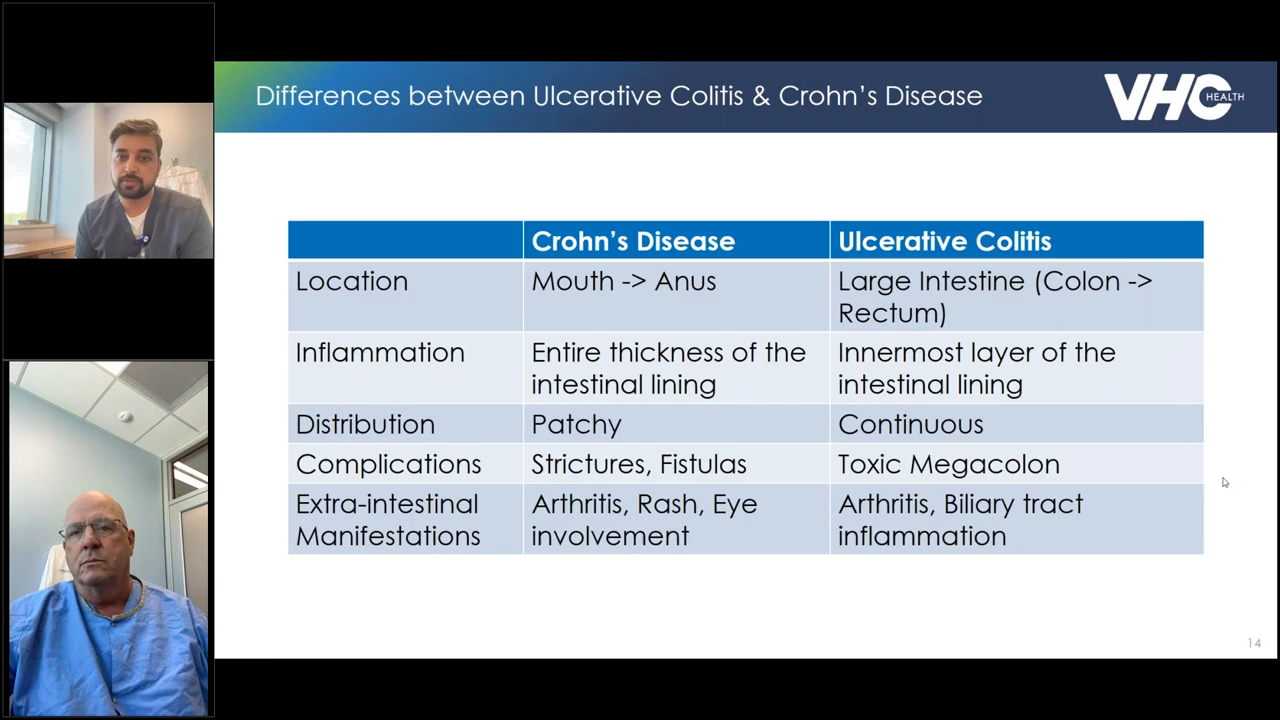 Differences between Ulcerative Colitis & Crohn's Disease
VHC HEALTH
Crohn's Disease
Ulcerative Colitis
Location
Mouth -> Anus
Large Intestine (Colon ->
Rectum)
Inflammation
Entire thickness of the
intestinal lining
Innermost layer of the
intestinal lining
Distribution
Patchy
Continuous
Complications
Strictures, Fistulas
Toxic Megacolon
Extra-intestinal
Manifestations
Arthritis, Rash, Eye
involvement
Arthritis, Biliary tract
inflammation
14